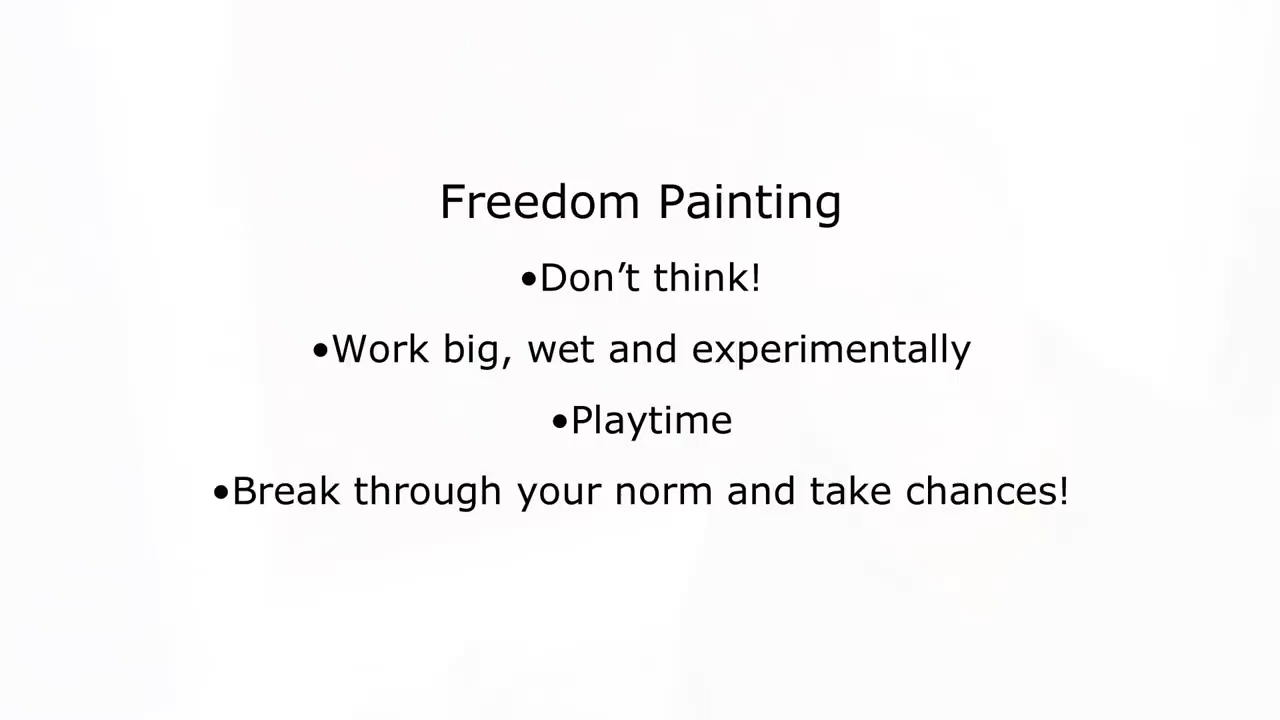 Freedom Painting
•Don’t think!
•Work big, wet and experimentally
•Playtime
•Break through your norm and take chances!